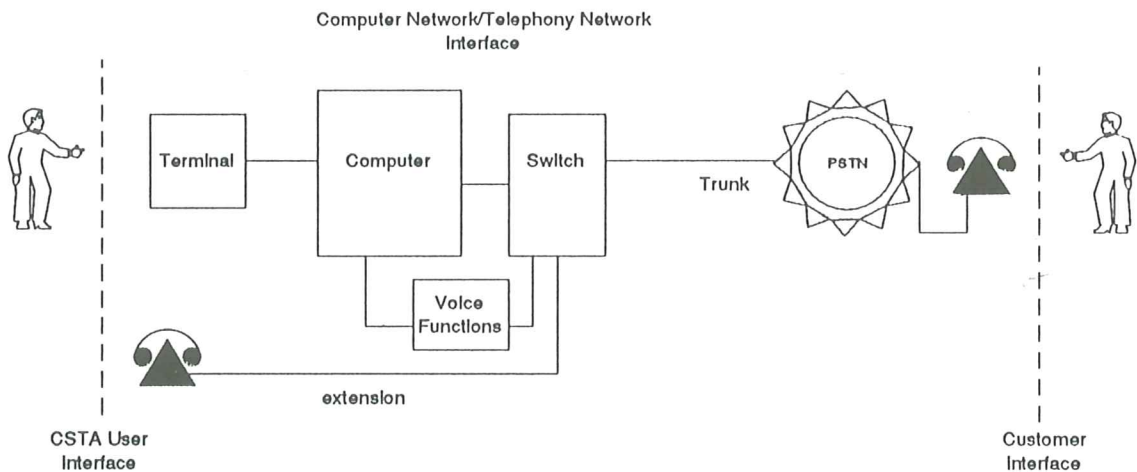 Computer Network/Telephony Network
Interface
Terminal
Computer
Switch
Trunk
PSTN
Voice
Functions
extension
CSTA User
Interface
Customer
Interface